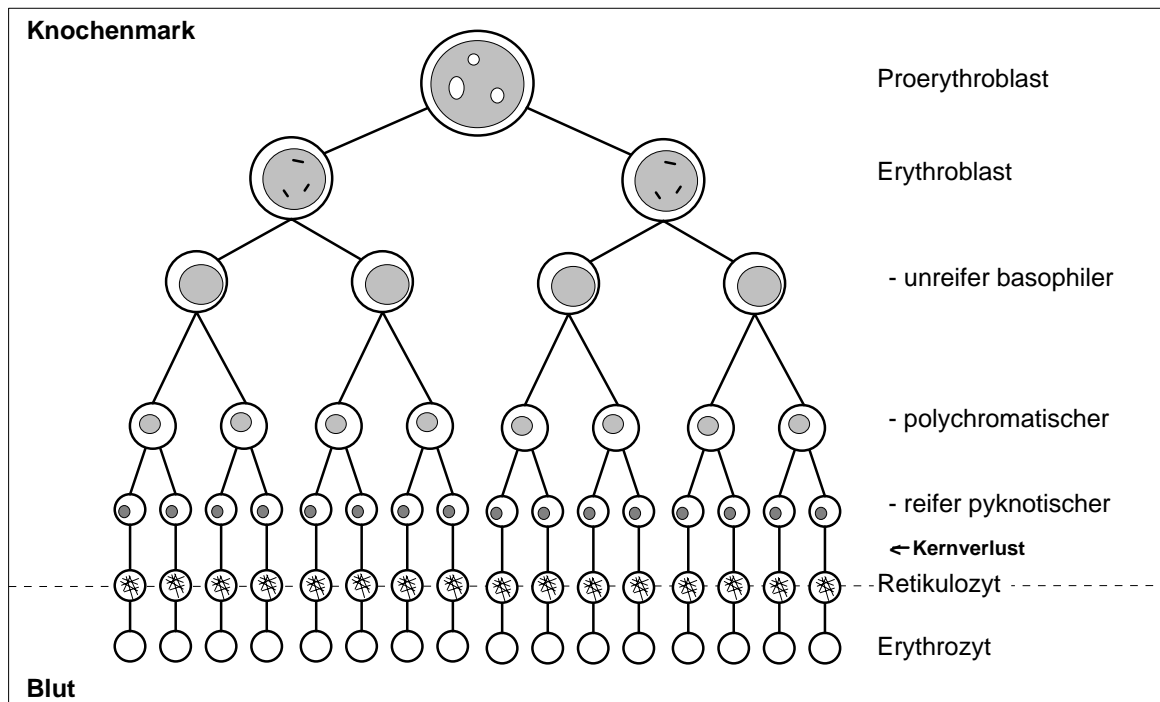 Knochenmark
Proerythroblast
Erythroblast
- unreifer basophiler
- polychromatischer
- reifer pyknotischer
Kernverlust
Retikulozyt
Erythrozyt
Blut